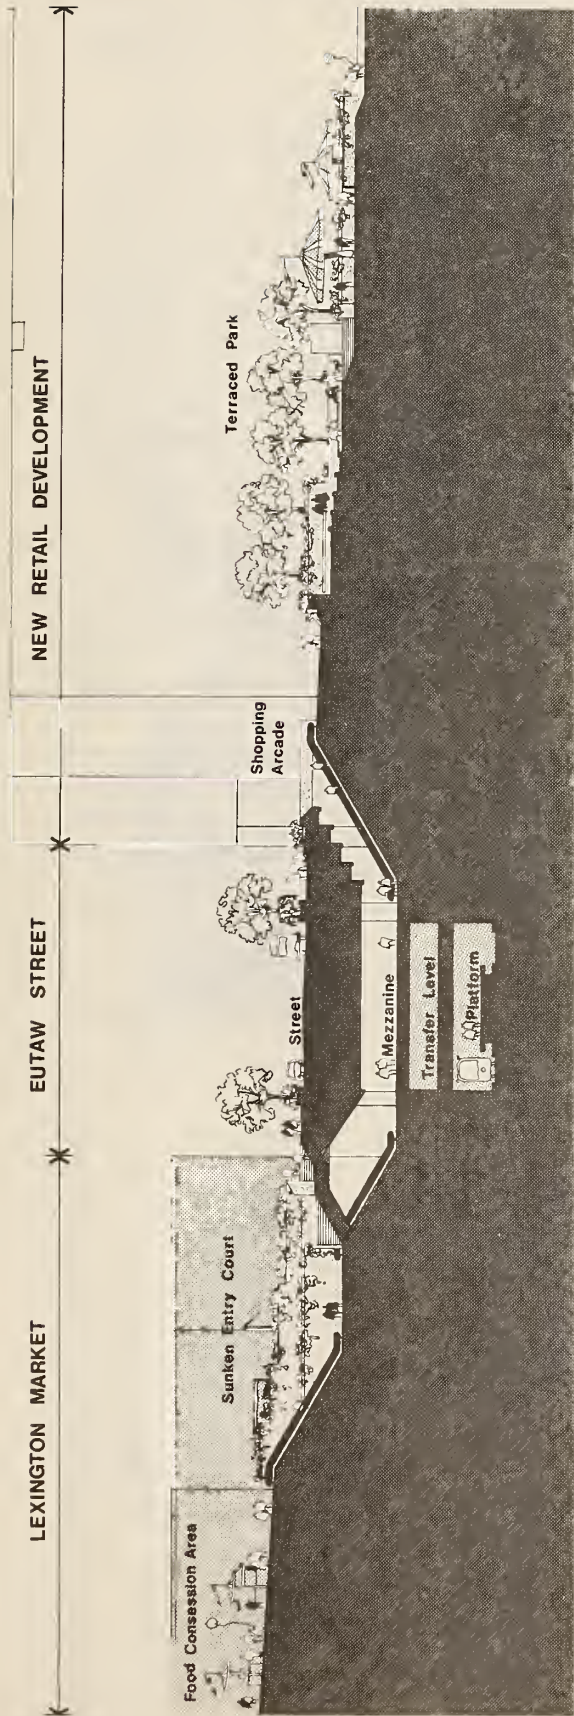 LEXINGTON MARKET
EUTAW STREET
NEW RETAIL DEVELOPMENT
Food Consession Area
Sunken Entry Court
Street
Shopping
Arcade
Terraced Park
Mezzanine
Transfer Level
Platform